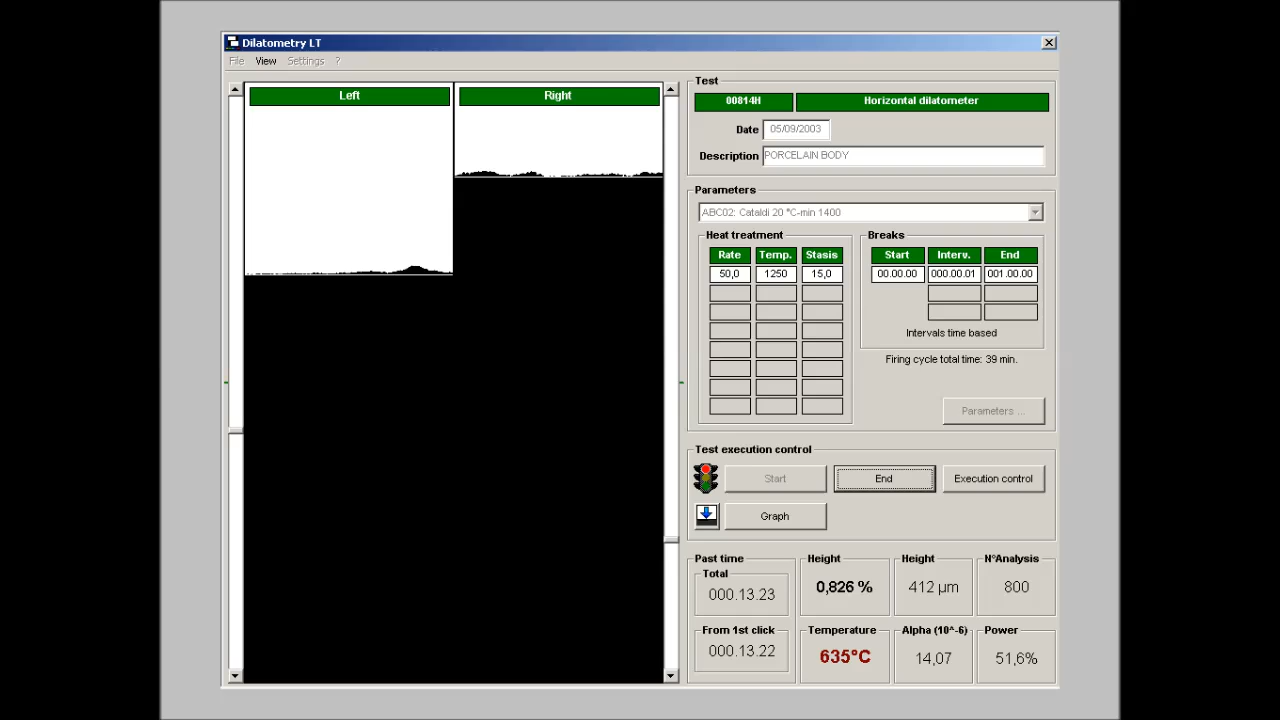 Dilatometry LT
File View Settings ?
Left Right
Test
00814H Horizontal dilatometer
Date 05/09/2003
Description PORCELAIN BODY
Parameters
ABC02: Cataldi 20 °C-min 1400
Heat treatment Breaks
Rate Temp. Stasis Start Interv. End
50,0 1250 15,0 00.00.00 000.00.01 001.00.00
Intervals time based
Firing cycle total time: 39 min.
Parameters ...
Test execution control
Start End Execution control
Graph
Past time Height Height N°Analysis
Total
000.13.23 0,826 % 412 µm 800
From 1st click Temperature Alpha (10^-6) Power
000.13.22 635°C 14,07 51,6%